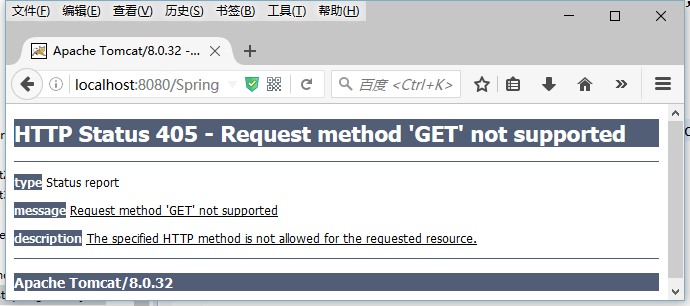 文件(F) 编辑(E) 查看(V) 历史(S) 书签(B) 工具(T) 帮助(H)
Apache Tomcat/8.0.32 -...
localhost:8080/Spring
百度 <Ctrl+K>
HTTP Status 405 - Request method 'GET' not supported
type Status report
message Request method 'GET' not supported
description The specified HTTP method is not allowed for the requested resource.
Apache Tomcat/8.0.32